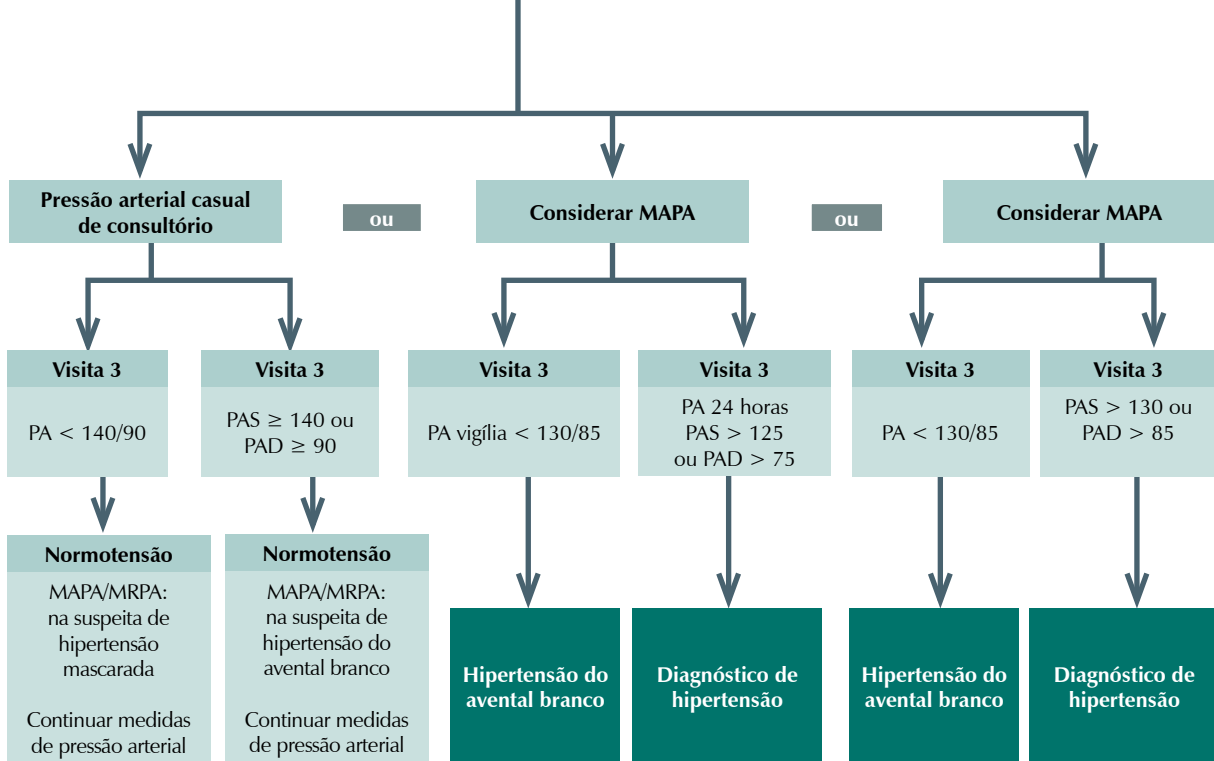 Pressão arterial casual
de consultório
ou
Considerar MAPA
ou
Considerar MAPA
Visita 3
PA < 140/90
Visita 3
PAS ≥ 140 ou
PAD ≥ 90
Visita 3
PA vigília < 130/85
Visita 3
PA 24 horas
PAS > 125
ou PAD > 75
Visita 3
PA < 130/85
Visita 3
PAS > 130 ou
PAD > 85
Normotensão
MAPA/MRPA:
na suspeita de
hipertensão
mascarada
Continuar medidas
de pressão arterial
Normotensão
MAPA/MRPA:
na suspeita de
hipertensão do
avental branco
Continuar medidas
de pressão arterial
Hipertensão do
avental branco
Diagnóstico de
hipertensão
Hipertensão do
avental branco
Diagnóstico de
hipertensão